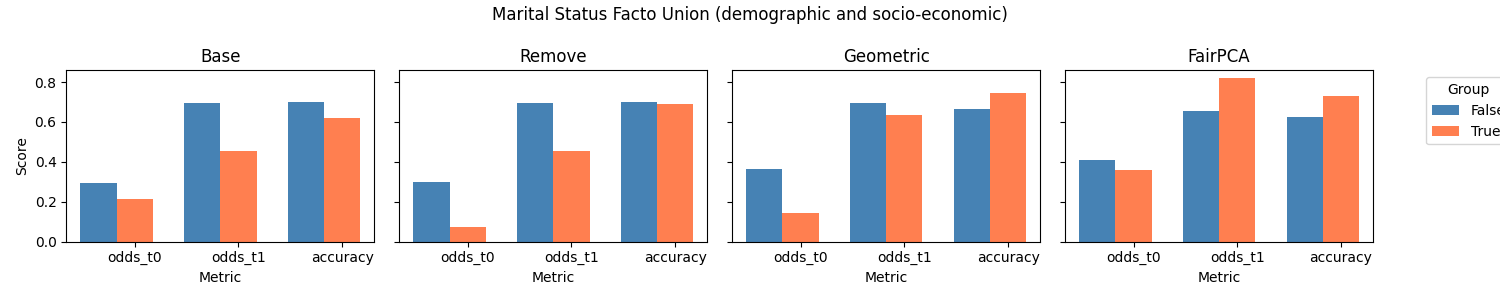 Marital Status Facto Union (demographic and socio-economic)
Base
Remove
Geometric
FairPCA
Score
0.8
0.6
0.4
0.2
0.0
odds_t0
odds_t1
accuracy
Metric
odds_t0
odds_t1
accuracy
Metric
odds_t0
odds_t1
accuracy
Metric
odds_t0
odds_t1
accuracy
Metric
Group
False
True